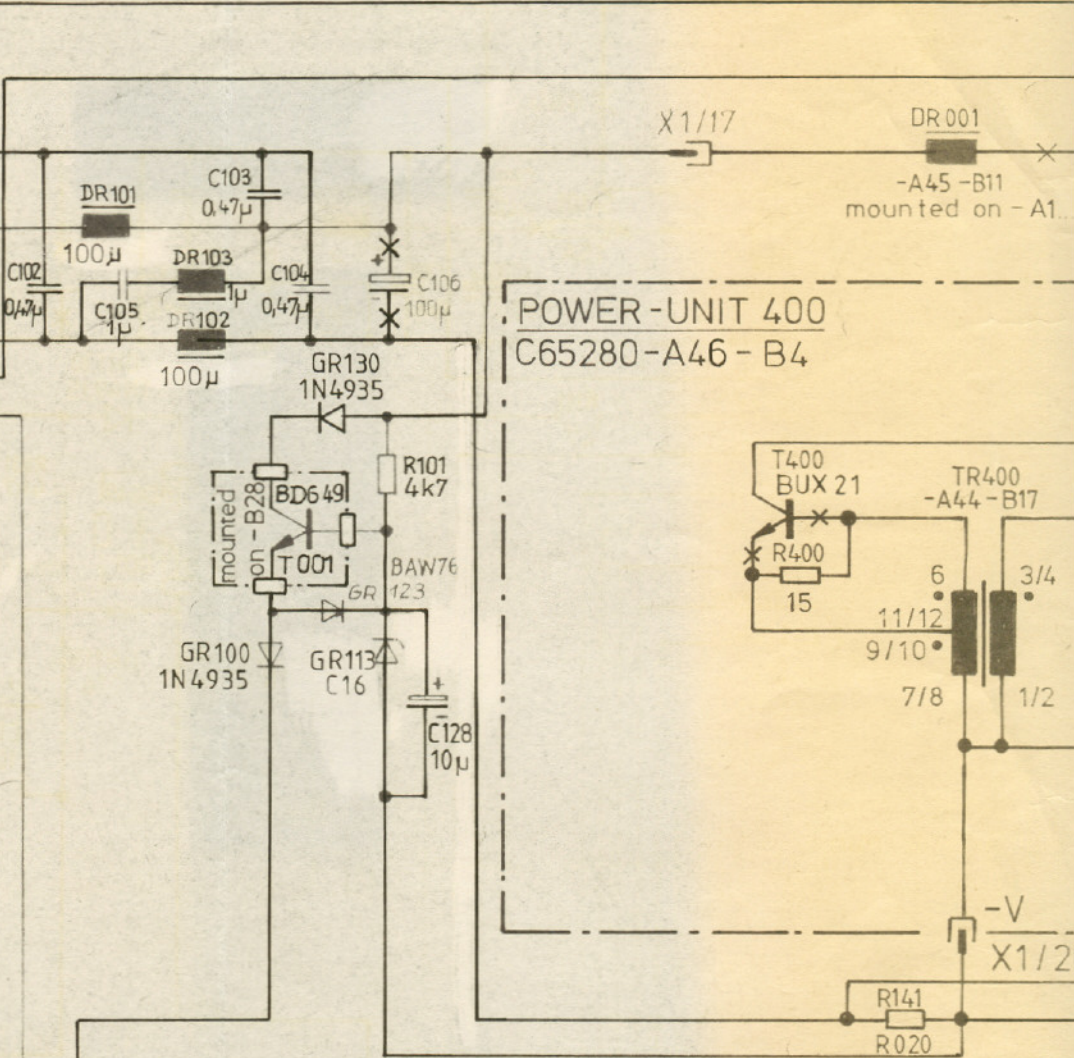 X1/17
DR001
-A45-B11
mounted on - A1
C103
0,47µ
DR101
100µ
DR103
1µ
C102
0,47µ
C105
1µ
C104
0,47µ
DR102
100µ
+
C106
100µ
-
POWER-UNIT 400
C65280-A46-B4
GR130
1N4935
R101
4k7
mounted
on -B28
BD649
T001
BAW76
GR 123
GR100
1N4935
GR113
C16
+
-
C128
10µ
T400
BUX 21
R400
15
TR400
-A44-B17
6
3/4
11/12
9/10
7/8
1/2
-V
X1/2
R141
R020